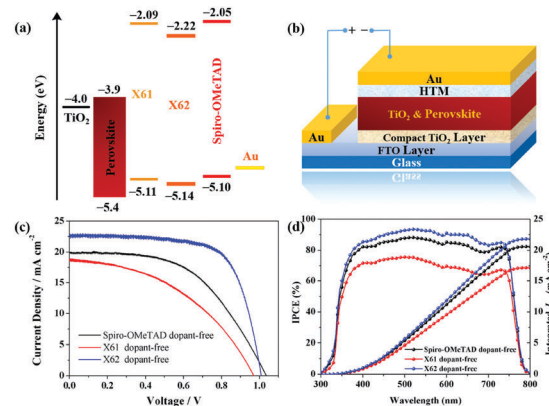 (a)
−2.09
−2.22
−2.05
−4.0
TiO2
−3.9
Perovskite
−5.4
X61
X62
Spiro-OMeTAD
Au
−5.11
−5.14
−5.10
Energy (eV)
(b)
+ −
Au
HTM
TiO2 & Perovskite
Au
Compact TiO2 Layer
FTO Layer
Glass
(c)
Current Density / mA cm-2
25
20
15
10
5
0
Spiro-OMeTAD dopant-free
X61 dopant-free
X62 dopant-free
0.0 0.2 0.4 0.6 0.8 1.0
Voltage / V
(d)
IPCE (%)
100
80
60
40
20
0
25
20
15
10
5
0
Spiro-OMeTAD dopant-free
X61 dopant-free
X62 dopant-free
300 400 500 600 700 800
Wavelength (nm)